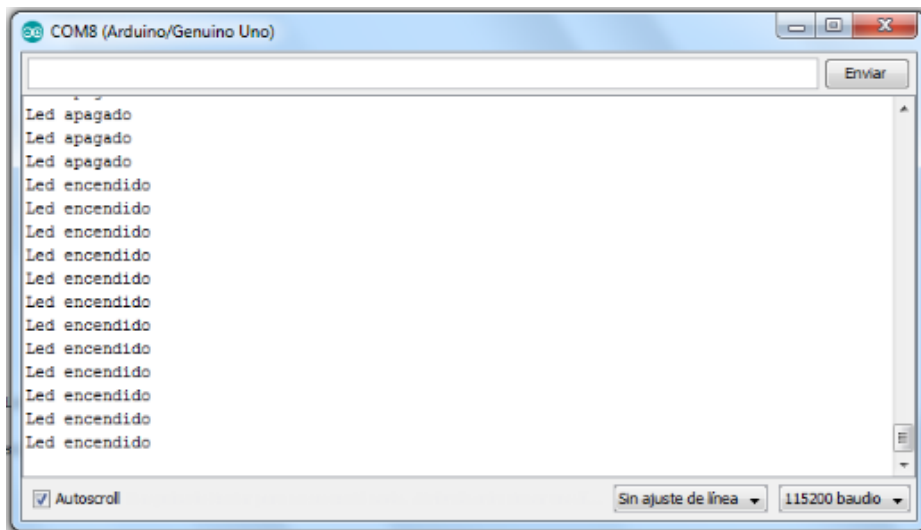 COM8 (Arduino/Genuino Uno)
Enviar
Led apagado
Led apagado
Led apagado
Led encendido
Led encendido
Led encendido
Led encendido
Led encendido
Led encendido
Led encendido
Led encendido
Led encendido
Led encendido
Led encendido
Led encendido
Autoscroll
Sin ajuste de línea
115200 baudio